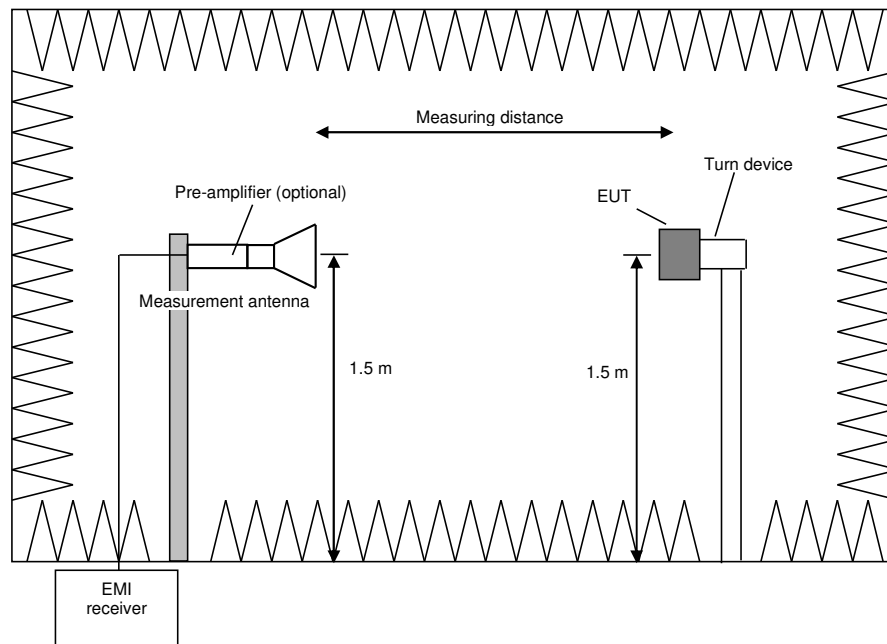 Measuring distance
Turn device
Pre-amplifier (optional)
EUT
Measurement antenna
1.5 m
1.5 m
EMI
receiver